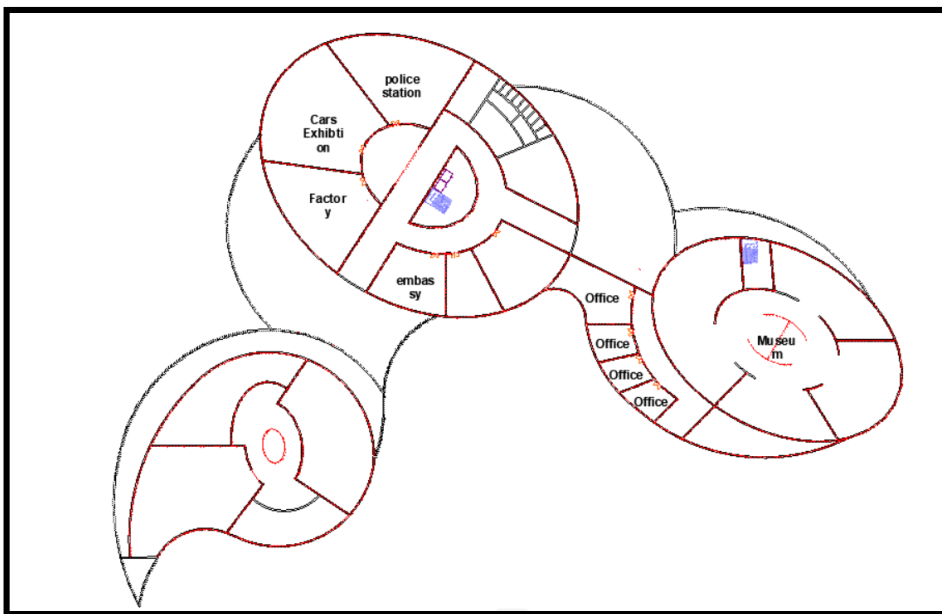 police
station
Cars
Exhibti
on
Factor
y
embas
sy
Office
Office
Office
Office
Museu
m